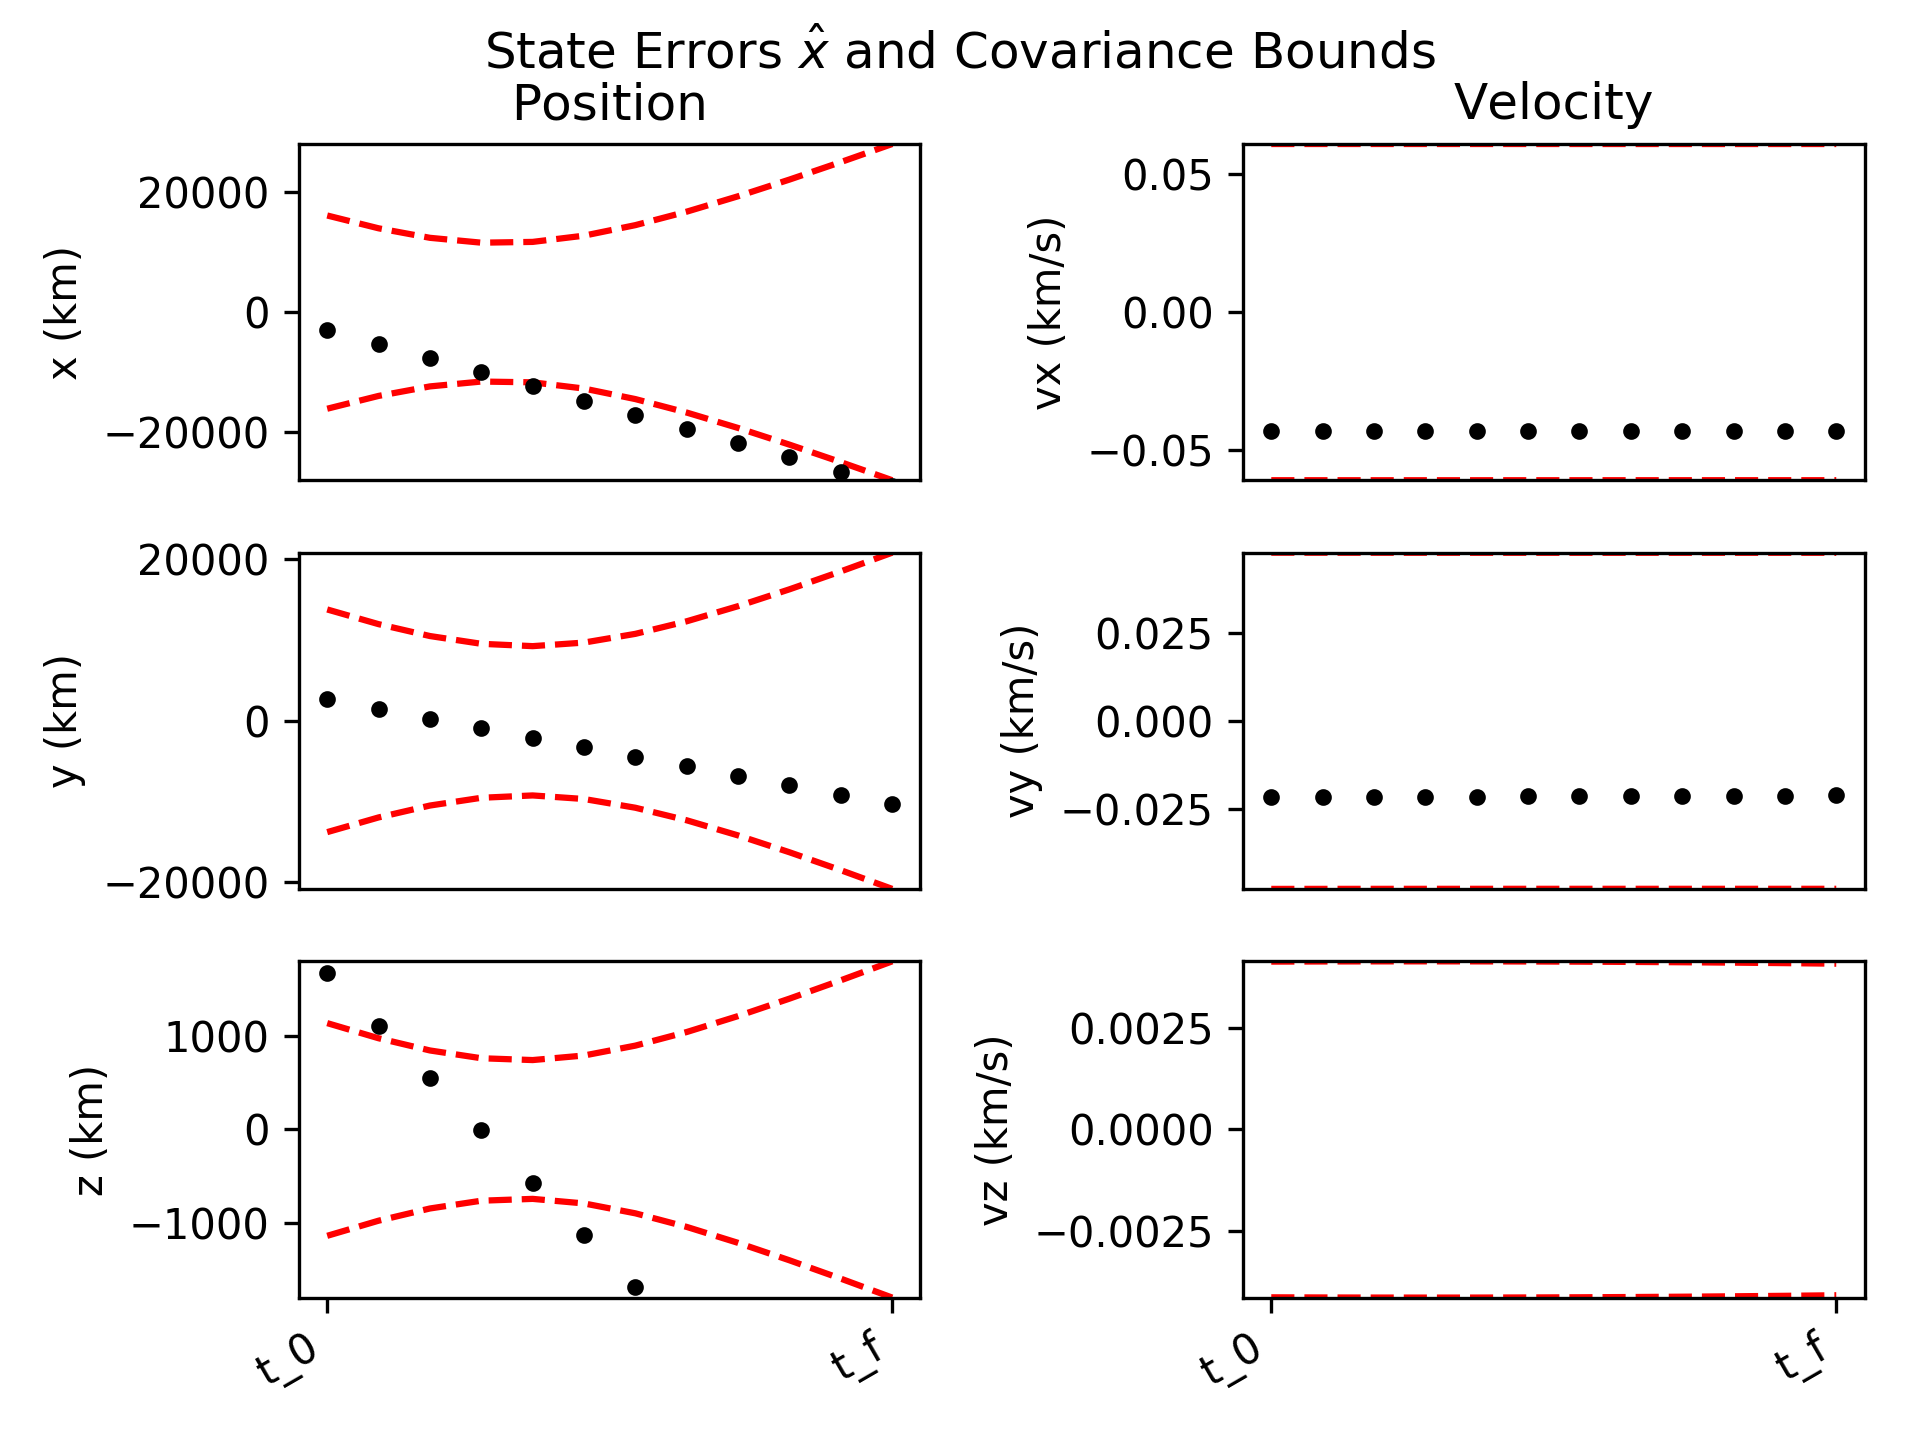 State Errors x̂ and Covariance Bounds
Position
Velocity
20000
0
−20000
x (km)
0.05
0.00
−0.05
vx (km/s)
20000
0
−20000
y (km)
0.025
0.000
−0.025
vy (km/s)
1000
0
−1000
z (km)
0.0025
0.0000
−0.0025
vz (km/s)
t_0
t_f
t_0
t_f